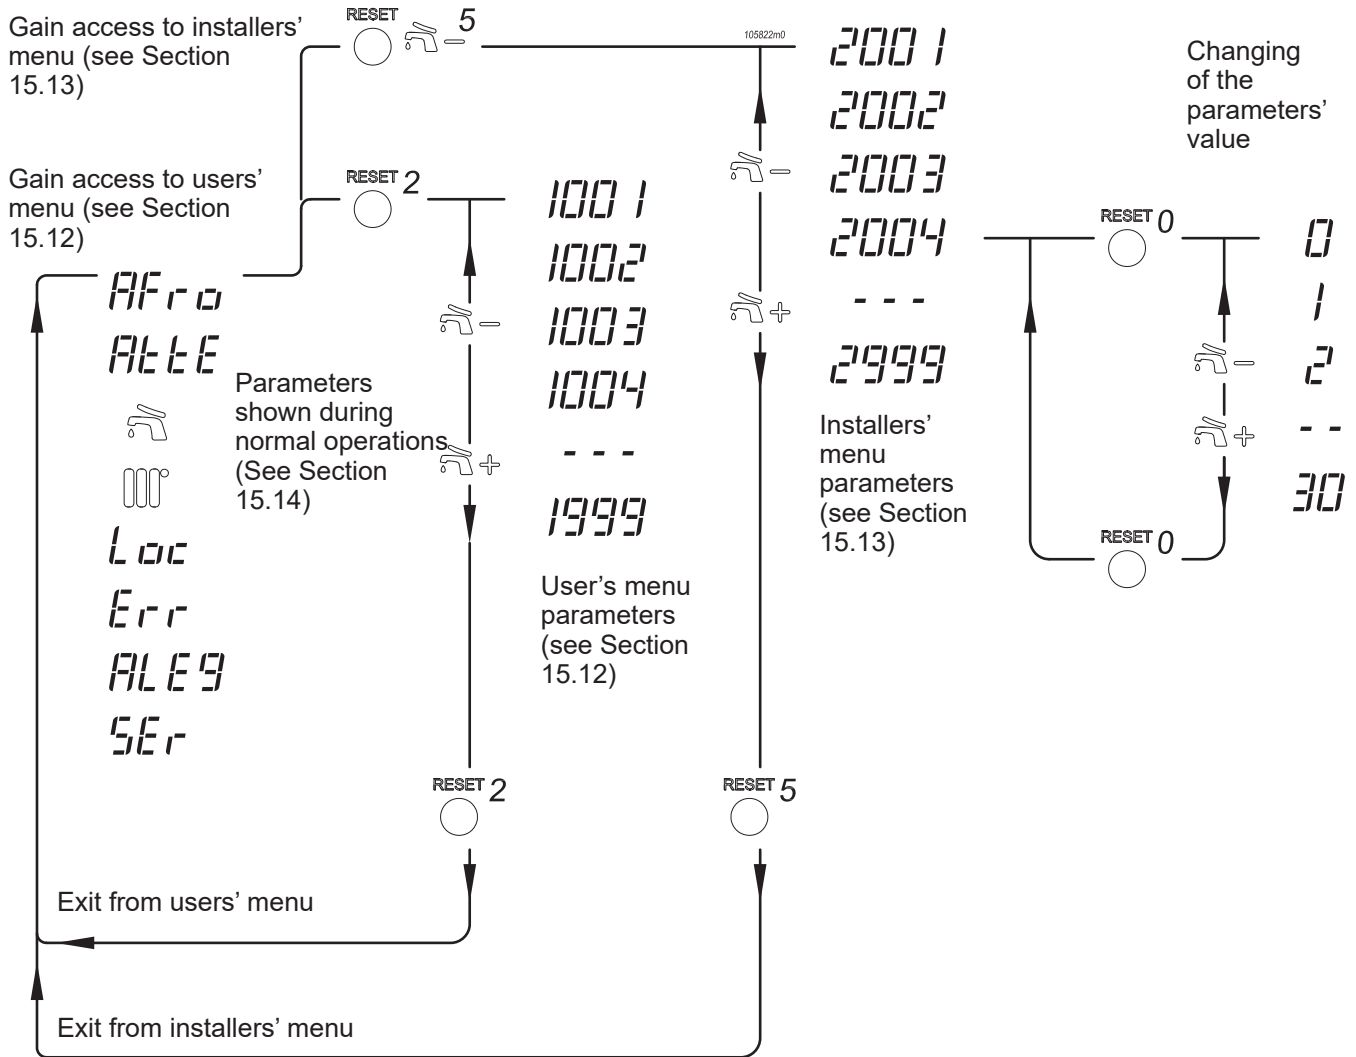 Gain access to installers’
menu (see Section
15.13)
RESET
5
105822m0
Gain access to users’
menu (see Section
15.12)
RESET 2
AFro
AttE
Loc
Err
ALE9
SEr
Parameters
shown during
normal operations
(See Section
15.14)
1001
1002
1003
1004
- - -
1999
User’s menu
parameters
(see Section
15.12)
2001
2002
2003
2004
- - -
2999
Installers’
menu
parameters
(see Section
15.13)
Changing
of the
parameters’
value
RESET 0
0
1
2
- -
30
RESET 0
RESET 2
RESET 5
Exit from users’ menu
Exit from installers’ menu